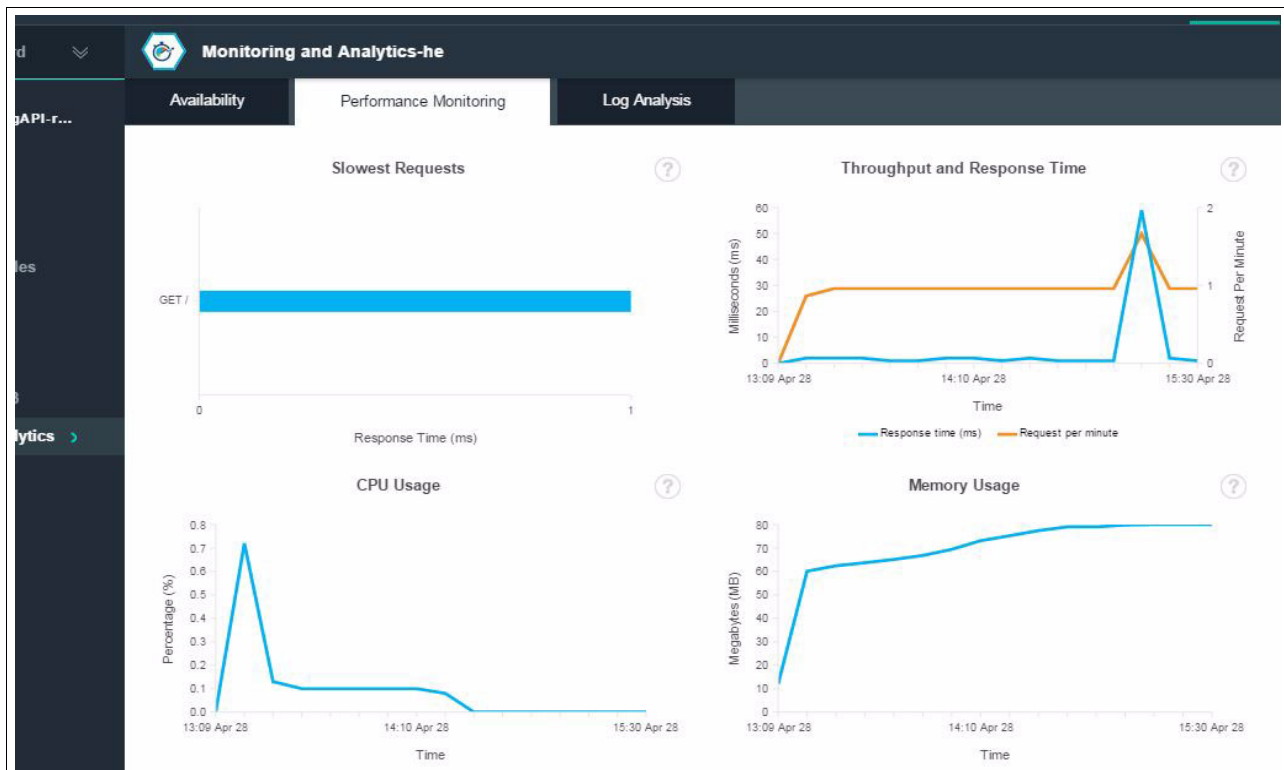 rd
Monitoring and Analytics-he
Availability
Performance Monitoring
Log Analysis
gAPI-r...
les
3
lytics
Slowest Requests
?
GET /
0
1
Response Time (ms)
Throughput and Response Time
?
60
50
40
30
20
10
0
Milliseconds (ms)
2
1
0
Request Per Minute
13:09 Apr 28
14:10 Apr 28
15:30 Apr 28
Time
Response time (ms)
Request per minute
CPU Usage
?
0.8
0.7
0.6
0.5
0.4
0.3
0.2
0.1
0.0
Percentage (%)
13:09 Apr 28
14:10 Apr 28
15:30 Apr 28
Time
Memory Usage
?
80
70
60
50
40
30
20
10
0
Megabytes (MB)
13:09 Apr 28
14:10 Apr 28
15:30 Apr 28
Time